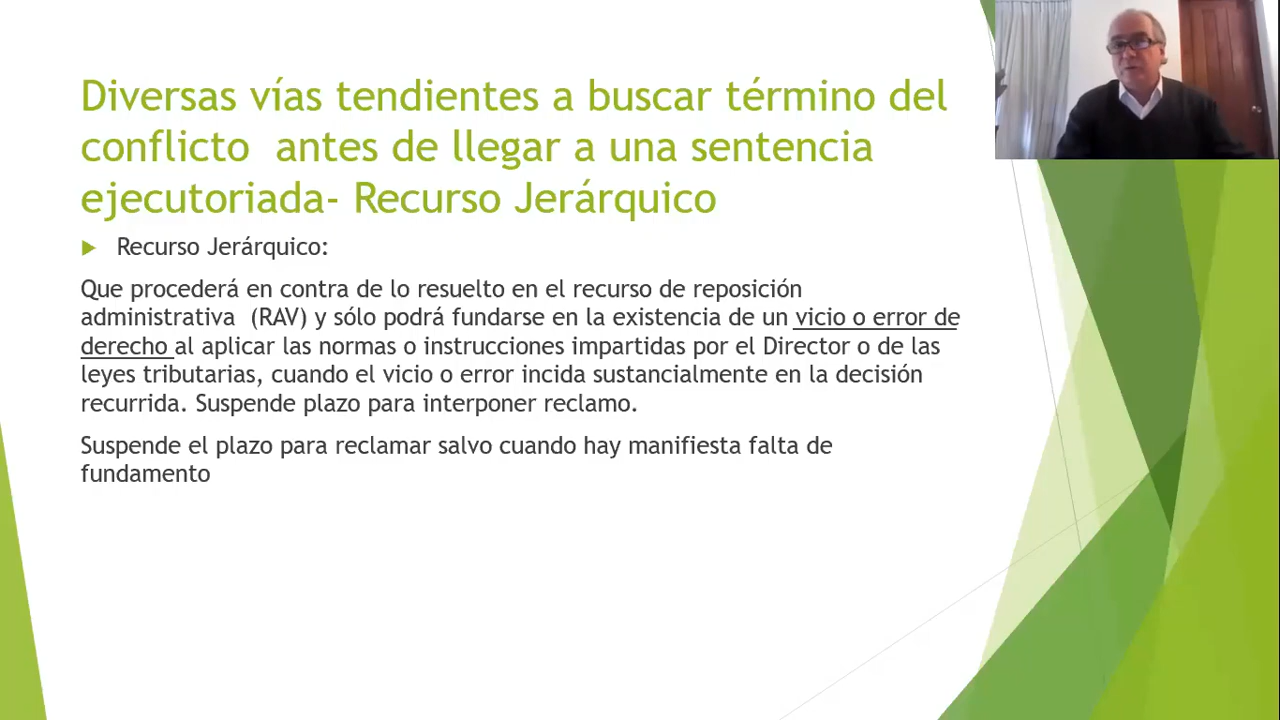 Diversas vías tendientes a buscar término del
conflicto  antes de llegar a una sentencia
ejecutoriada- Recurso Jerárquico
Recurso Jerárquico:
Que procederá en contra de lo resuelto en el recurso de reposición
administrativa  (RAV) y sólo podrá fundarse en la existencia de un vicio o error de
derecho al aplicar las normas o instrucciones impartidas por el Director o de las
leyes tributarias, cuando el vicio o error incida sustancialmente en la decisión
recurrida. Suspende plazo para interponer reclamo.
Suspende el plazo para reclamar salvo cuando hay manifiesta falta de
fundamento